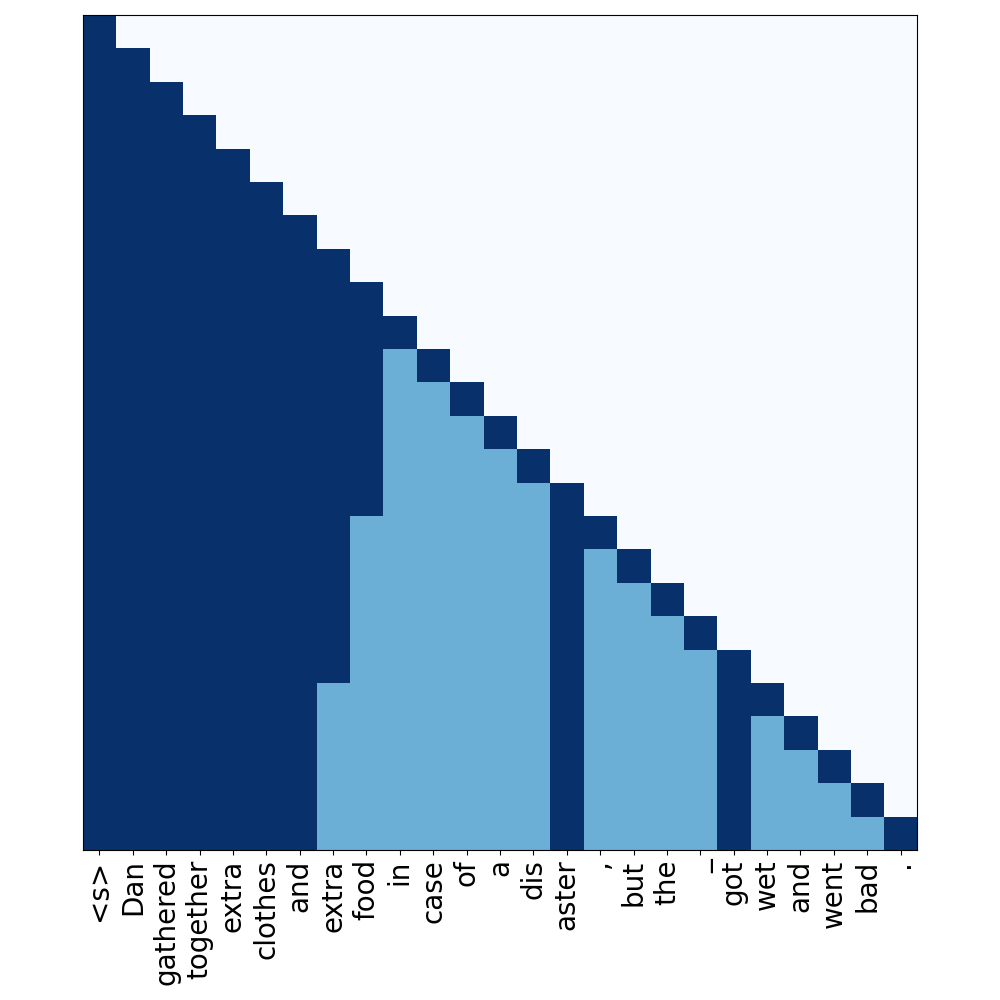 <s> Dan gathered together extra clothes and extra food in case of a dis aster , but the _ got wet and went bad .